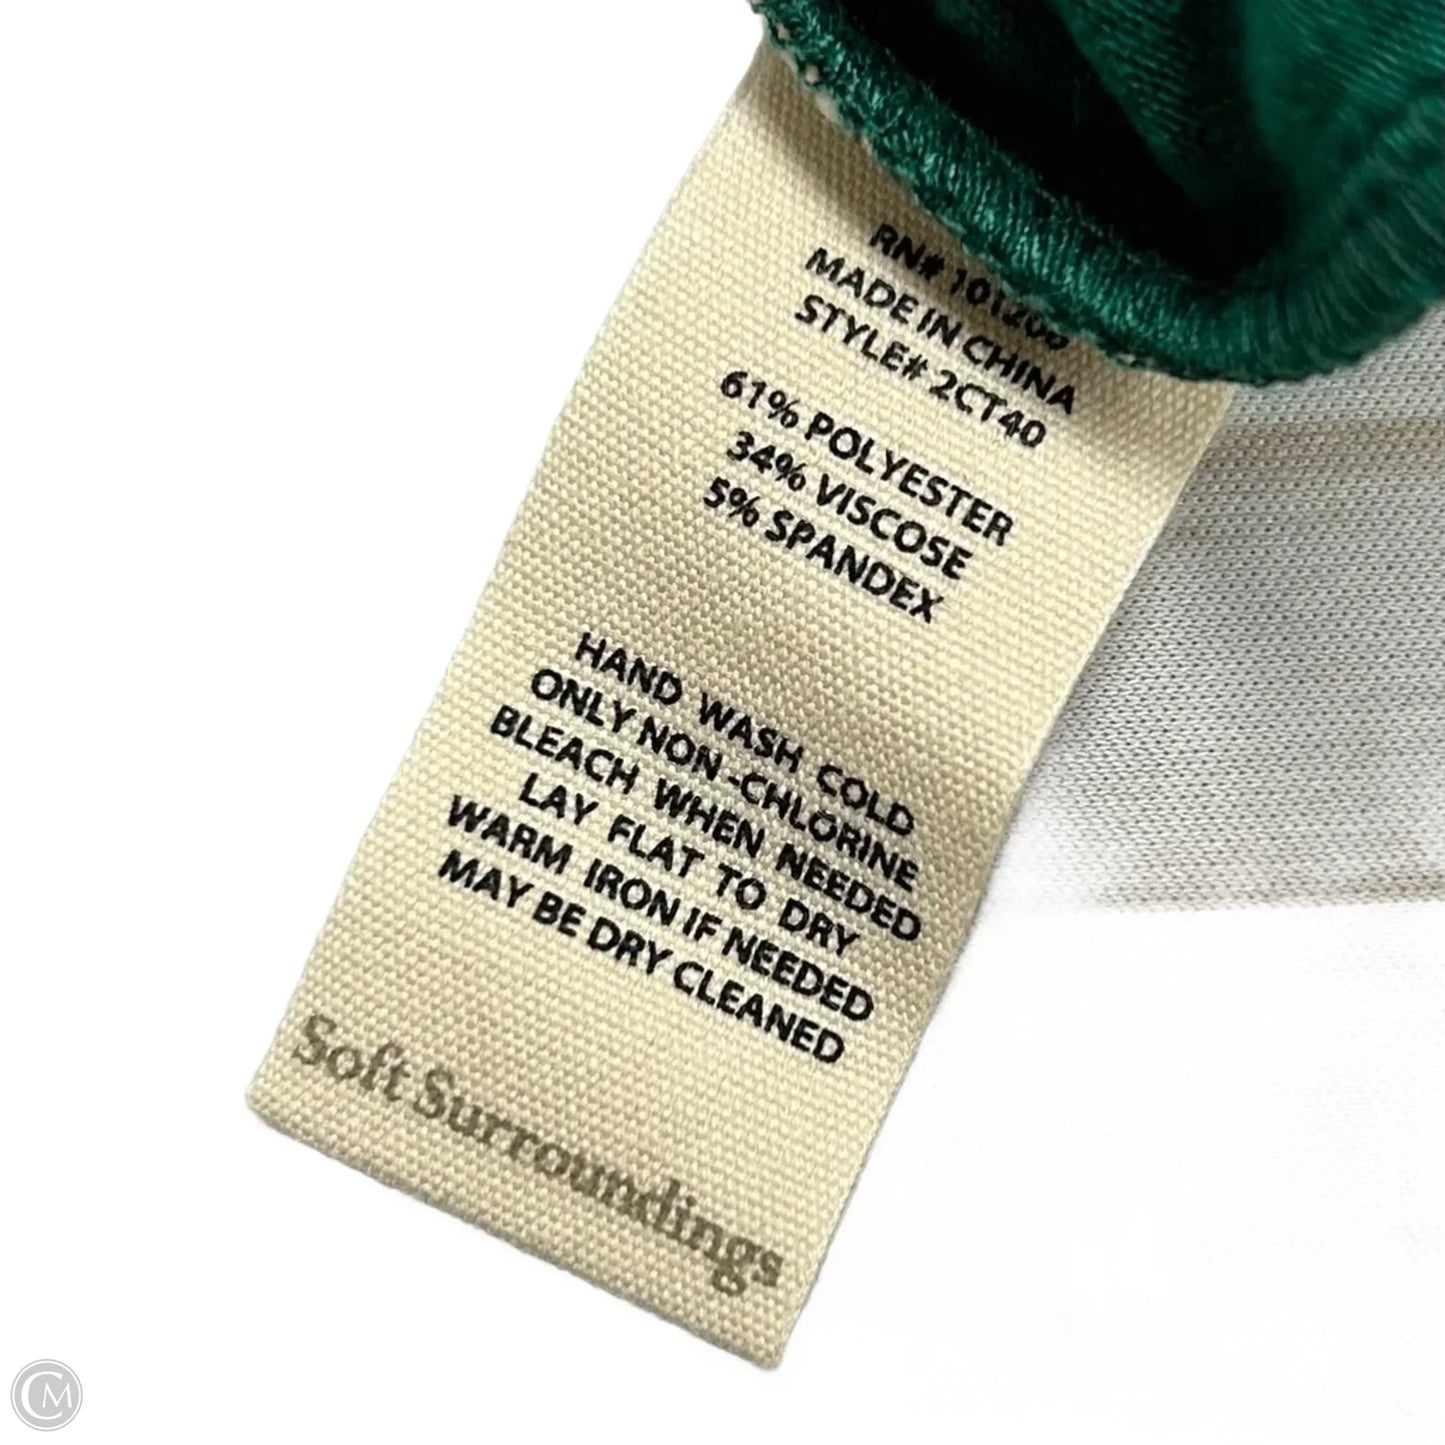 RN# 101206
MADE IN CHINA
STYLE# 2CT40
61% POLYESTER
34% VISCOSE
5% SPANDEX
HAND WASH COLD
ONLY NON-CHLORINE
BLEACH WHEN NEEDED
LAY FLAT TO DRY
WARM IRON IF NEEDED
MAY BE DRY CLEANED
Soft Surroundings
CM